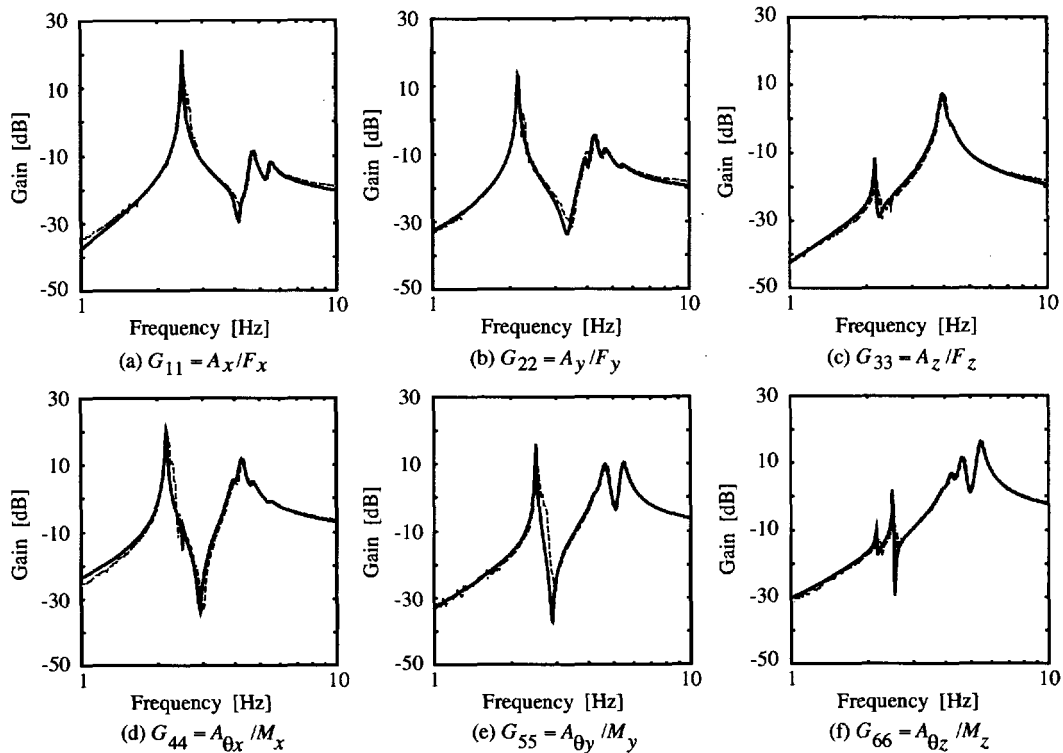 30
10
-10
-30
-50
Gain [dB]
1
10
Frequency [Hz]
(a) G11 = Ax/Fx
30
10
-10
-30
-50
Gain [dB]
1
10
Frequency [Hz]
(b) G22 = Ay/Fy
30
10
-10
-30
-50
Gain [dB]
1
10
Frequency [Hz]
(c) G33 = Az/Fz
30
10
-10
-30
-50
Gain [dB]
1
10
Frequency [Hz]
(d) G44 = Aθx/Mx
30
10
-10
-30
-50
Gain [dB]
1
10
Frequency [Hz]
(e) G55 = Aθy/My
30
10
-10
-30
-50
Gain [dB]
1
10
Frequency [Hz]
(f) G66 = Aθz/Mz